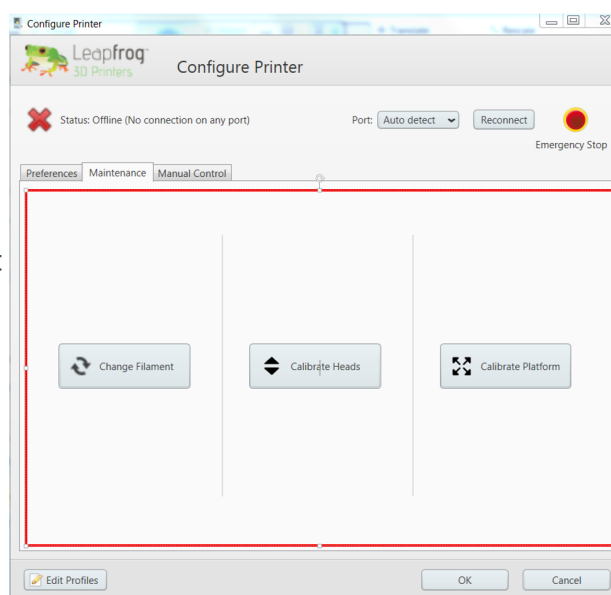 Configure Printer
Leapfrog
3D Printers
Configure Printer
Status: Offline (No connection on any port)
Port: Auto detect Reconnect
Emergency Stop
Preferences Maintenance Manual Control
Change Filament Calibrate Heads Calibrate Platform
Edit Profiles OK Cancel